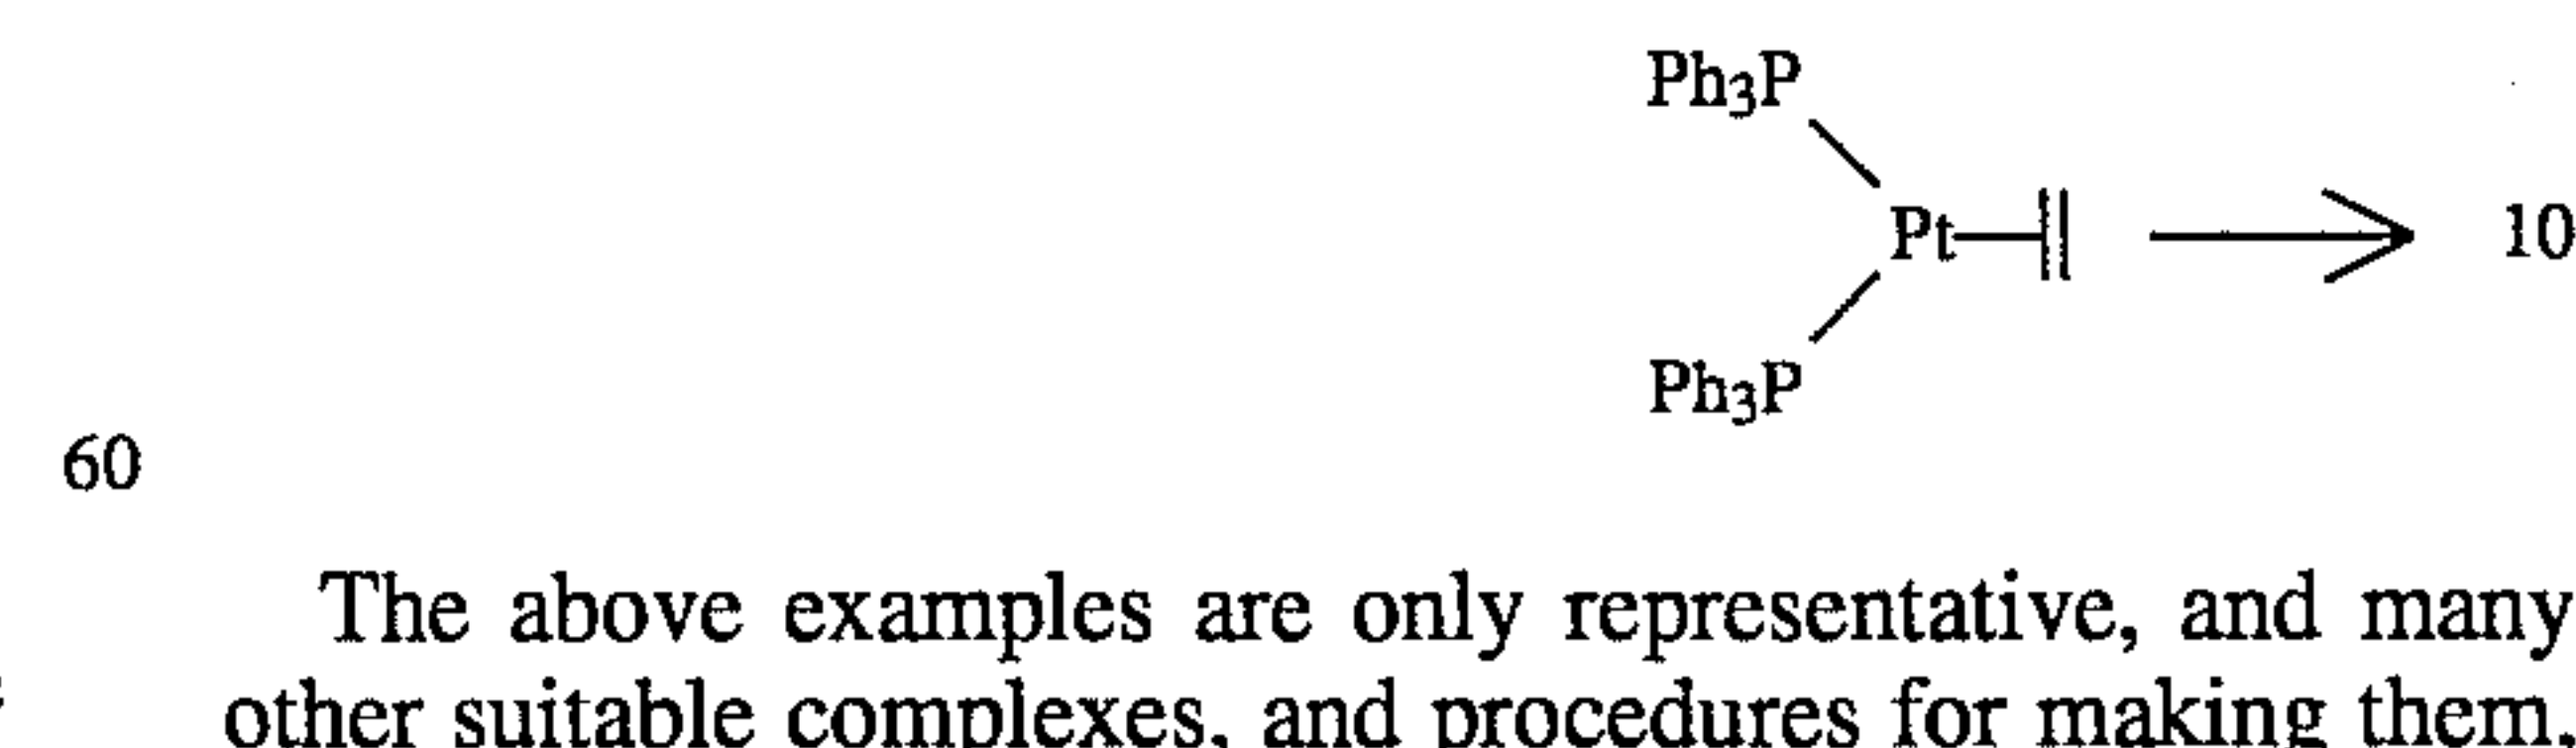 Ph3P
Pt 10
Ph3P
60
The above examples are only representative, and many
other suitable complexes, and procedures for making them,